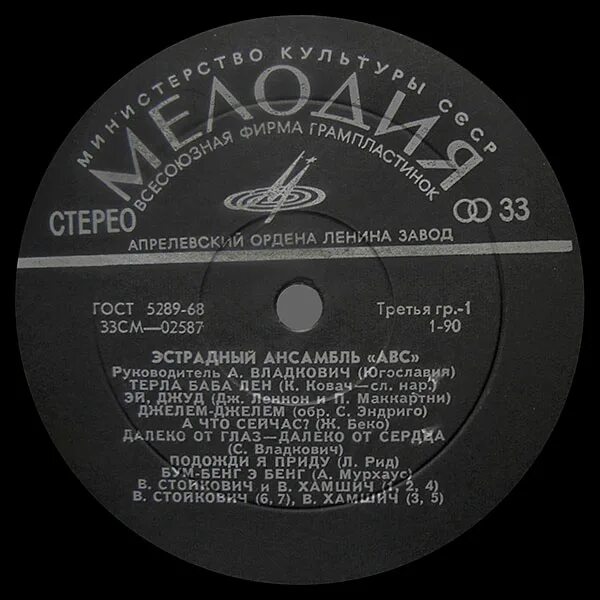 МИНИСТЕРСТВО КУЛЬТУРЫ СССР
МЕЛОДИЯ
ВСЕСОЮЗНАЯ ФИРМА ГРАМПЛАСТИНОК
СТЕРЕО 33
АПРЕЛЕВСКИЙ ОРДЕНА ЛЕНИНА ЗАВОД
ГОСТ 5289-68 Третья гр.-1
33СМ—02587 1-90
ЭСТРАДНЫЙ АНСАМБЛЬ «АВС»
Руководитель А. ВЛАДКОВИЧ (Югославия)
ТЕРЛА БАБА ЛЕН (К. Ковач—сл. нар.)
ЭЙ, ДЖУД (Дж. Леннон и П. Маккартни)
ДЖЕЛЕМ-ДЖЕЛЕМ (обр. С. Эндриго)
А ЧТО СЕЙЧАС? (Ж. Беко)
ДАЛЕКО ОТ ГЛАЗ—ДАЛЕКО ОТ СЕРДЦА
(С. Владкович)
ПОДОЖДИ Я ПРИДУ (Л. Рид)
БУМ-БЕНГ Э БЕНГ (А. Мурхаус)
В. СТОЙКОВИЧ и В. ХАМШИЧ (1, 2, 4)
В. СТОЙКОВИЧ (6, 7), В. ХАМШИЧ (3, 5)